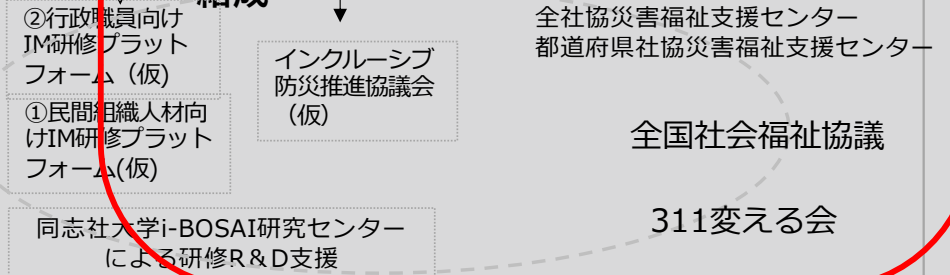 結成
②行政職員向け
IM研修プラット
フォーム（仮)
①民間組織人材向
けIM研修プラット
フォーム(仮)
インクルーシブ
防災推進協議会
（仮）
全社協災害福祉支援センター
都道府県社協災害福祉支援センター
全国社会福祉協議
311変える会
同志社大学i-BOSAI研究センター
による研修R＆D支援